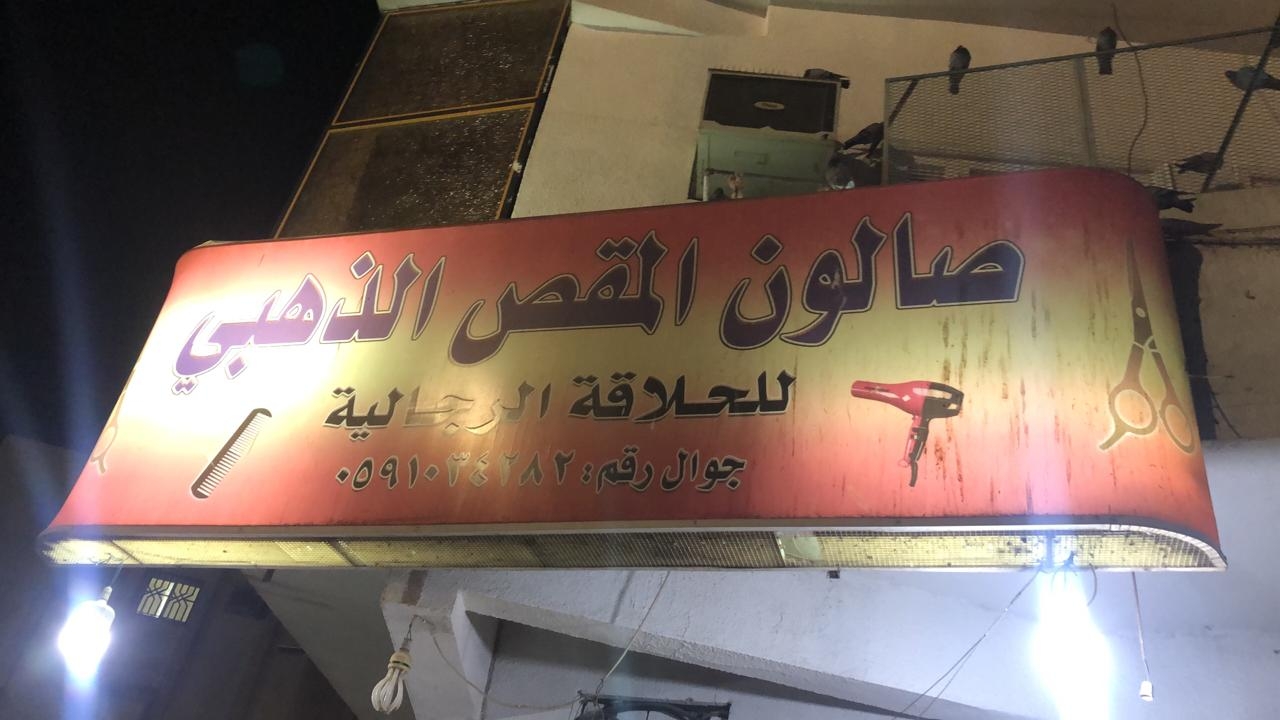 صالون المقص الذهبي
للحلاقة الرجالية
جوال رقم: ٠٥٩١٠٣٤٢٨٢